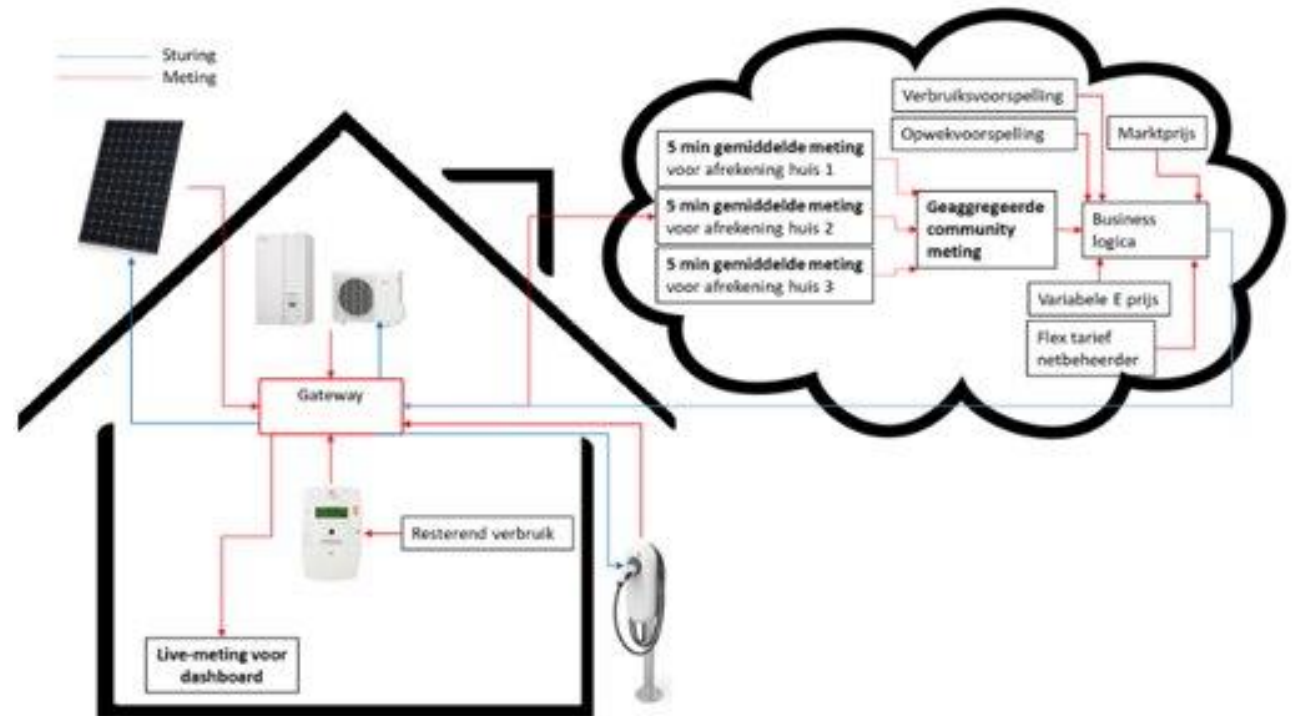 Sturing
Meting
Verbruiksvoorspelling
Opwekvoorspelling
Marktprijs
5 min gemiddelde meting
voor afrekening huis 1
5 min gemiddelde meting
voor afrekening huis 2
5 min gemiddelde meting
voor afrekening huis 3
Geaggregeerde
community
meting
Business
logica
Variabele E prijs
Flex tarief
netbeheerder
Gateway
Resterend verbruik
Live-meting voor
dashboard